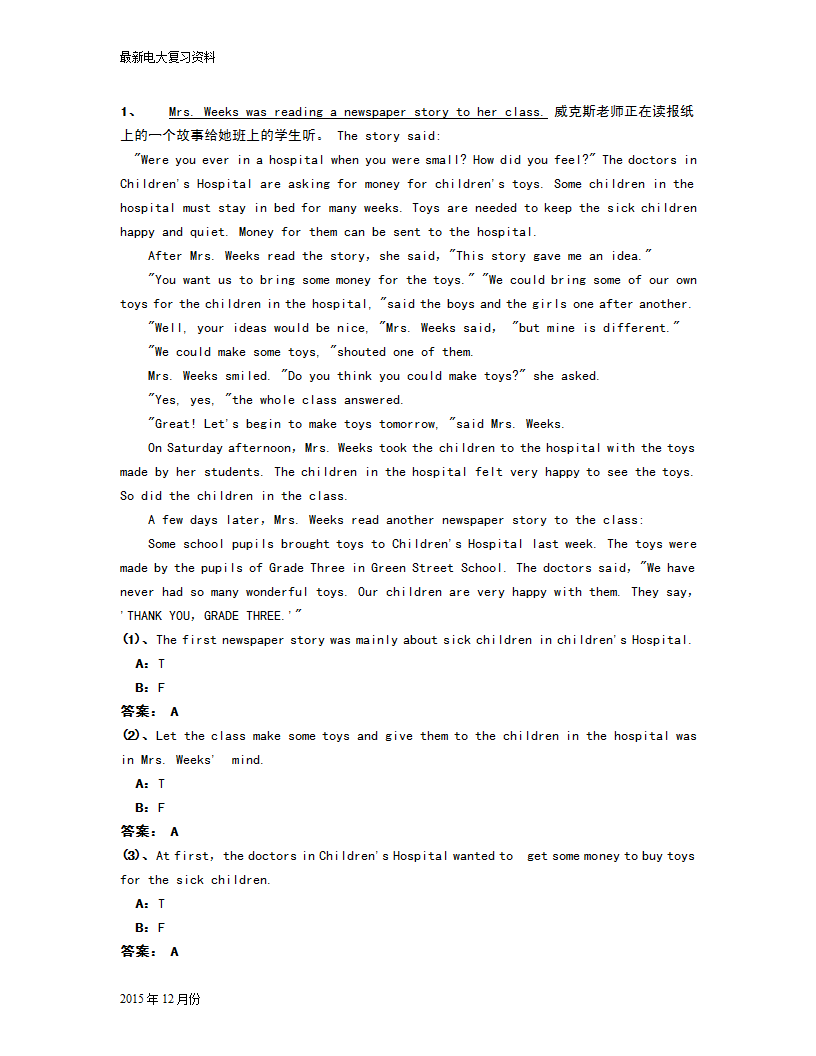 最新电大复习资料
1、 Mrs. Weeks was reading a newspaper story to her class. 威克斯老师正在读报纸
上的一个故事给她班上的学生听。 The story said:
"Were you ever in a hospital when you were small? How did you feel?" The doctors in
Children's Hospital are asking for money for children's toys. Some children in the
hospital must stay in bed for many weeks. Toys are needed to keep the sick children
happy and quiet. Money for them can be sent to the hospital.
After Mrs. Weeks read the story，she said，"This story gave me an idea."
"You want us to bring some money for the toys." "We could bring some of our own
toys for the children in the hospital, "said the boys and the girls one after another.
"Well, your ideas would be nice, "Mrs. Weeks said， "but mine is different."
"We could make some toys, "shouted one of them.
Mrs. Weeks smiled. "Do you think you could make toys?" she asked.
"Yes, yes, "the whole class answered.
"Great! Let's begin to make toys tomorrow, "said Mrs. Weeks.
On Saturday afternoon，Mrs. Weeks took the children to the hospital with the toys
made by her students. The children in the hospital felt very happy to see the toys.
So did the children in the class.
A few days later，Mrs. Weeks read another newspaper story to the class:
Some school pupils brought toys to Children's Hospital last week. The toys were
made by the pupils of Grade Three in Green Street School. The doctors said，"We have
never had so many wonderful toys. Our children are very happy with them. They say，
'THANK YOU，GRADE THREE.'"
(1)、The first newspaper story was mainly about sick children in children's Hospital.
A：T
B：F
答案： A
(2)、Let the class make some toys and give them to the children in the hospital was
in Mrs. Weeks' mind.
A：T
B：F
答案： A
(3)、At first，the doctors in Children's Hospital wanted to get some money to buy toys
for the sick children.
A：T
B：F
答案： A
2015 年 12 月份